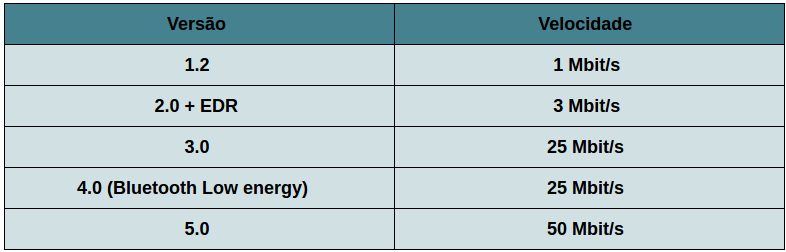 Versão Velocidade
1.2 1 Mbit/s
2.0 + EDR 3 Mbit/s
3.0 25 Mbit/s
4.0 (Bluetooth Low energy) 25 Mbit/s
5.0 50 Mbit/s